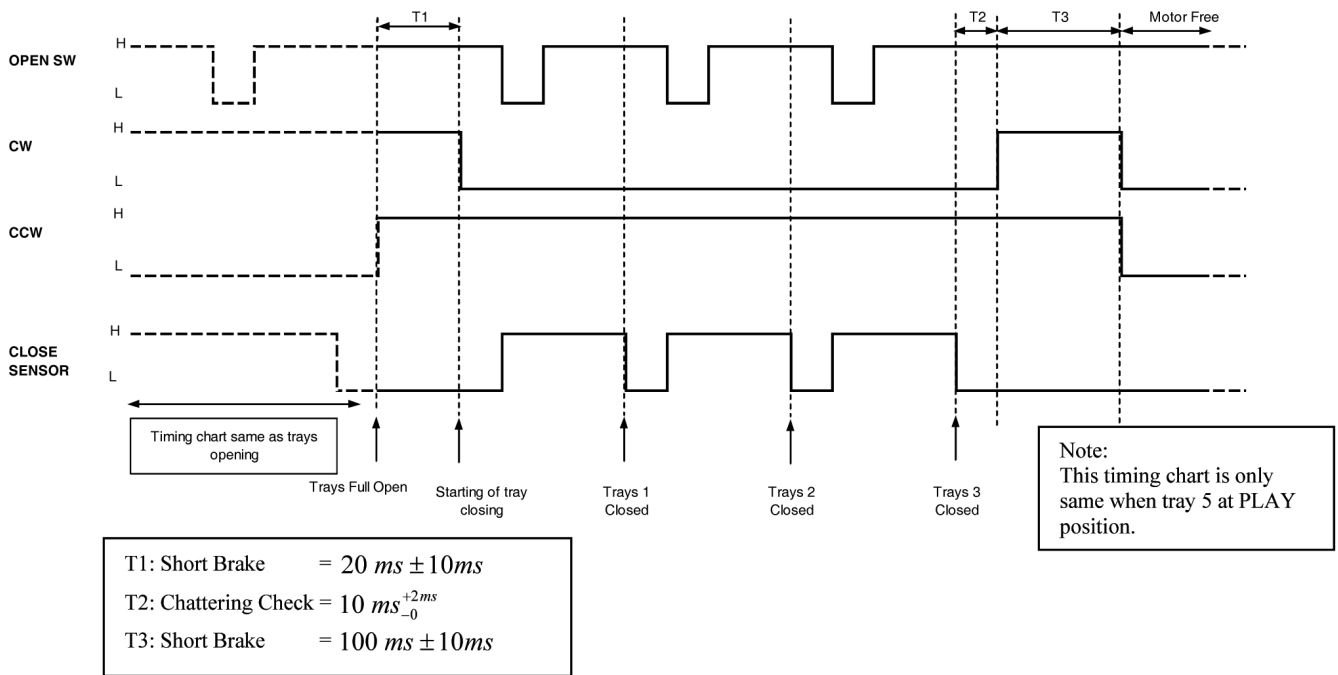 T1
T2
T3
Motor Free
H
OPEN SW
L
H
CW
L
H
CCW
L
H
CLOSE
SENSOR
L
Timing chart same as trays
opening
Trays Full Open
Starting of tray
closing
Trays 1
Closed
Trays 2
Closed
Trays 3
Closed
Note:
This timing chart is only
same when tray 5 at PLAY
position.
T1: Short Brake = 20 ms ±10ms
T2: Chattering Check = 10 ms +2ms −0
T3: Short Brake = 100 ms ±10ms